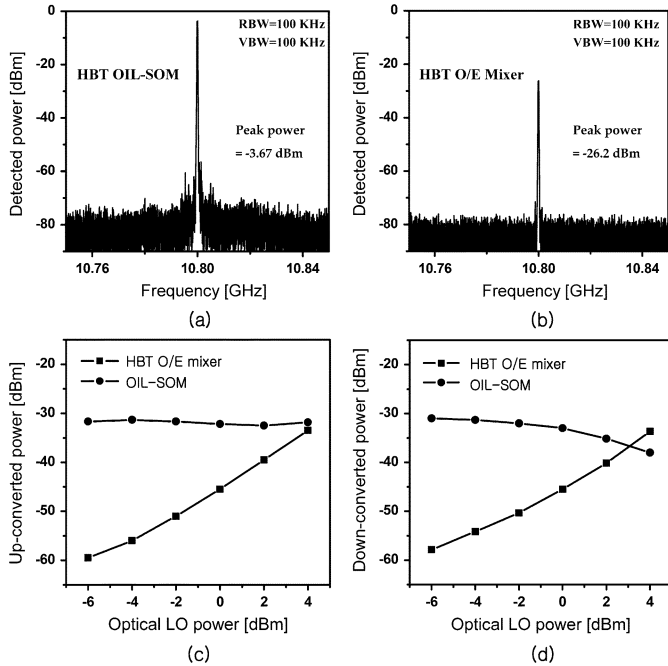 RBW=100 KHz
VBW=100 KHz
HBT OIL-SOM
Peak power
= -3.67 dBm
Detected power [dBm]
0
-20
-40
-60
-80
10.76
10.80
10.84
Frequency [GHz]
(a)
RBW=100 KHz
VBW=100 KHz
HBT O/E Mixer
Peak power
= -26.2 dBm
Detected power [dBm]
0
-20
-40
-60
-80
10.76
10.80
10.84
Frequency [GHz]
(b)
HBT O/E mixer
OIL-SOM
Up-converted power [dBm]
-20
-30
-40
-50
-60
-6
-4
-2
0
2
4
Optical LO power [dBm]
(c)
HBT O/E mixer
OIL-SOM
Down-converted power [dBm]
-20
-30
-40
-50
-60
-6
-4
-2
0
2
4
Optical LO power [dBm]
(d)